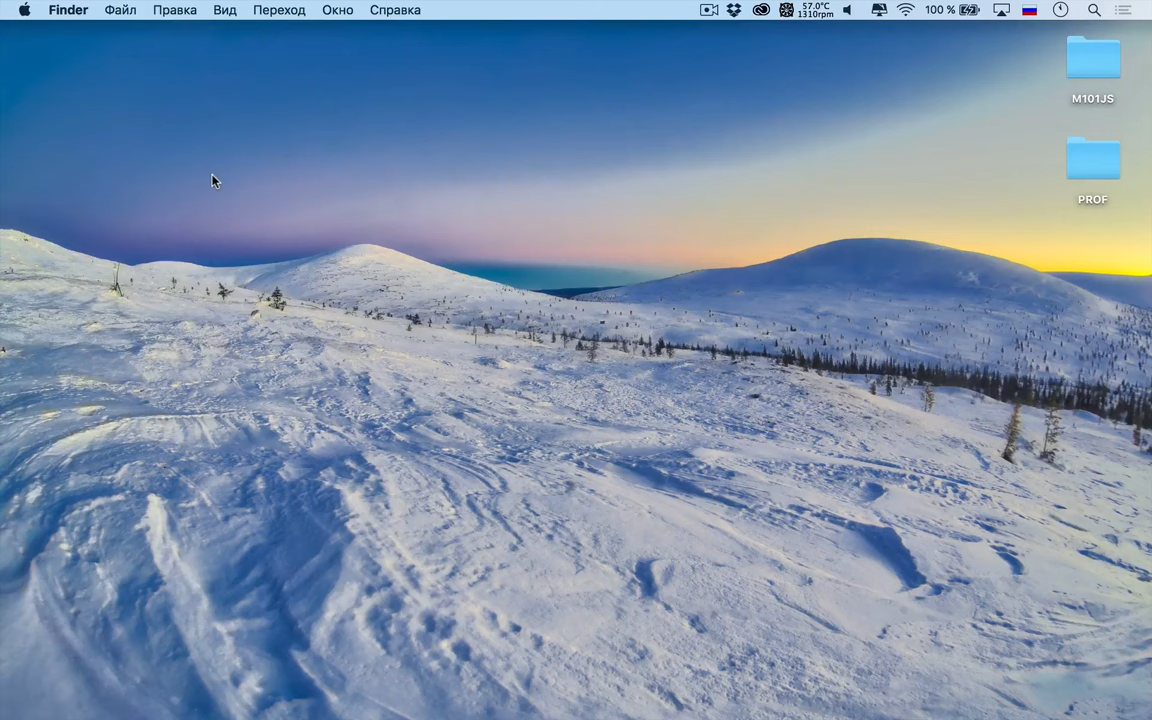 Finder Файл Правка Вид Переход Окно Справка 57.0°C 1310rpm 100 %
M101JS
PROF